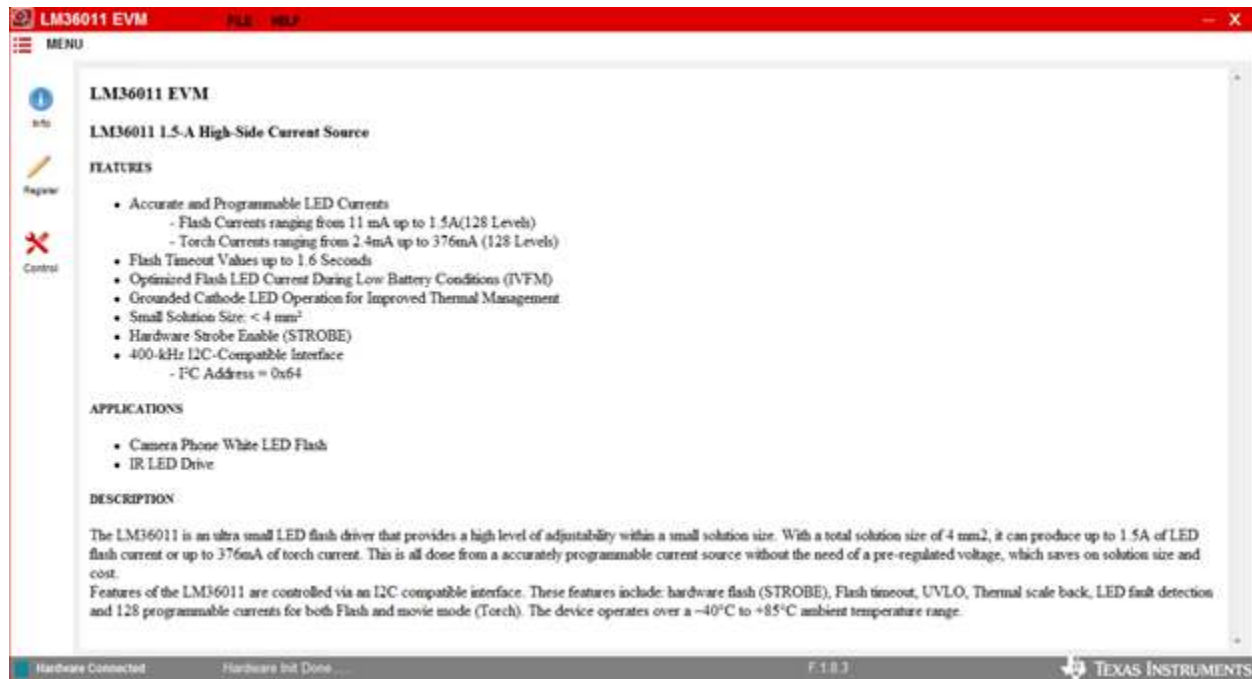 LM36011 EVM
FILE HELP
MENU
Info
Register
Control
LM36011 EVM
LM36011 1.5-A High-Side Current Source
FEATURES
• Accurate and Programmable LED Currents
- Flash Currents ranging from 11 mA up to 1.5A(128 Levels)
- Torch Currents ranging from 2.4mA up to 376mA (128 Levels)
• Flash Timeout Values up to 1.6 Seconds
• Optimized Flash LED Current During Low Battery Conditions (IVFM)
• Grounded Cathode LED Operation for Improved Thermal Management
• Small Solution Size: < 4 mm²
• Hardware Strobe Enable (STROBE)
• 400-kHz I2C-Compatible Interface
- I²C Address = 0x64
APPLICATIONS
• Camera Phone White LED Flash
• IR LED Drive
DESCRIPTION
The LM36011 is an ultra small LED flash driver that provides a high level of adjustability within a small solution size. With a total solution size of 4 mm2, it can produce up to 1.5A of LED
flash current or up to 376mA of torch current. This is all done from a accurately programmable current source without the need of a pre-regulated voltage, which saves on solution size and
cost.
Features of the LM36011 are controlled via an I2C compatible interface. These features include: hardware flash (STROBE), Flash timeout, UVLO, Thermal scale back, LED fault detection
and 128 programmable currents for both Flash and movie mode (Torch). The device operates over a −40°C to +85°C ambient temperature range.
Hardware Connected
Hardware Init Done.....
TEXAS INSTRUMENTS